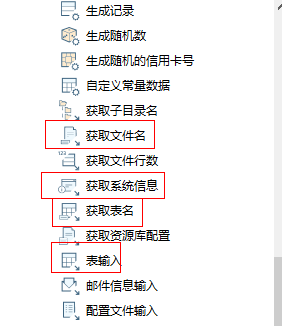 生成记录
生成随机数
生成随机的信用卡号
自定义常量数据
获取子目录名
获取文件名
获取文件行数
获取系统信息
获取表名
获取资源库配置
表输入
邮件信息输入
配置文件输入